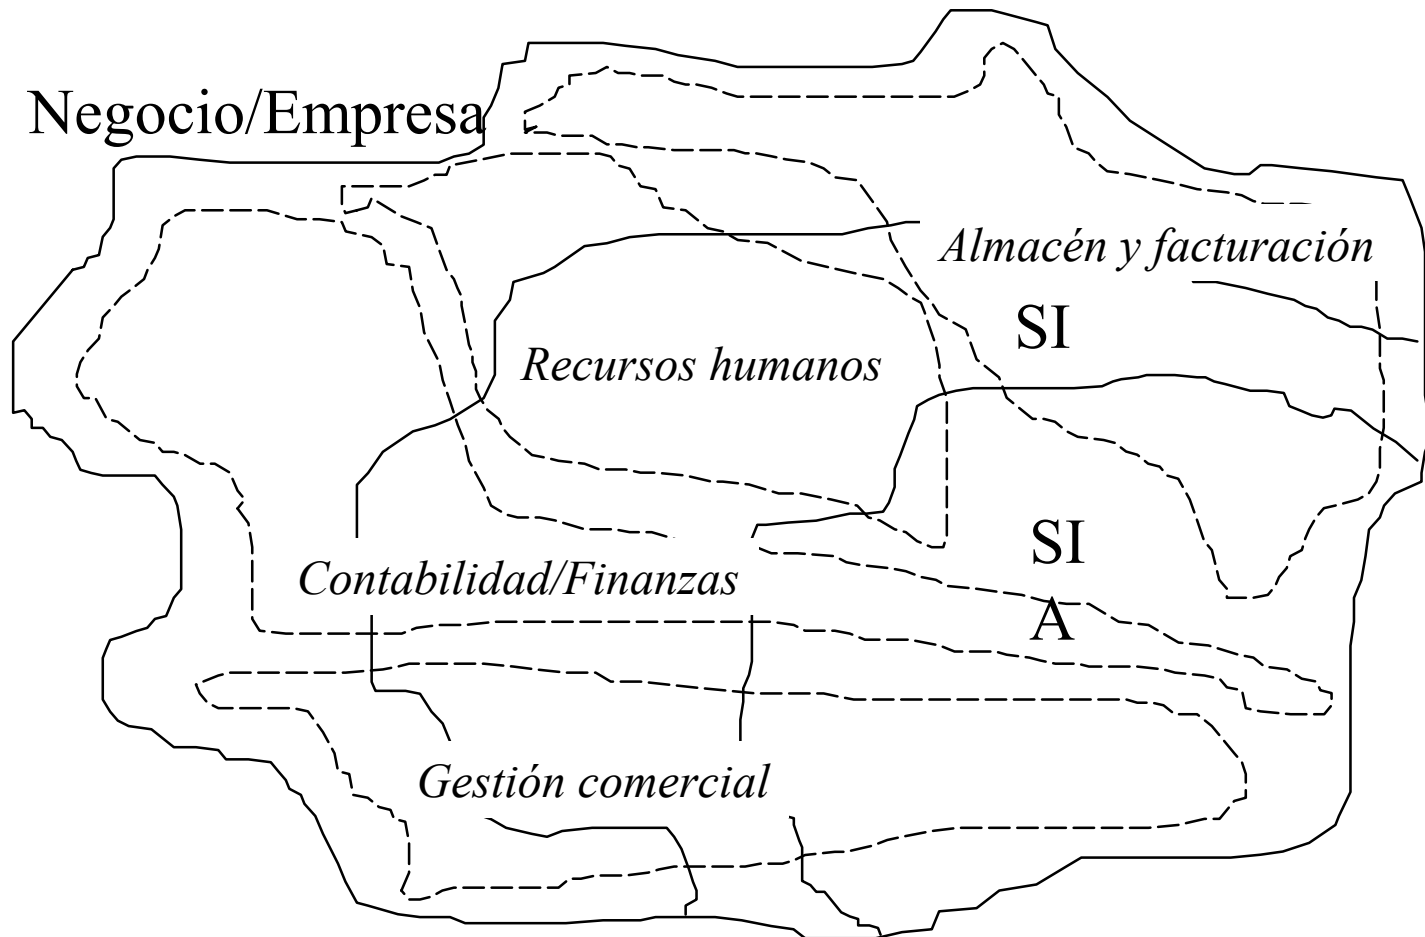 Negocio/Empresa
Almacén y facturación
SI
Recursos humanos
SI
A
Contabilidad/Finanzas
Gestión comercial